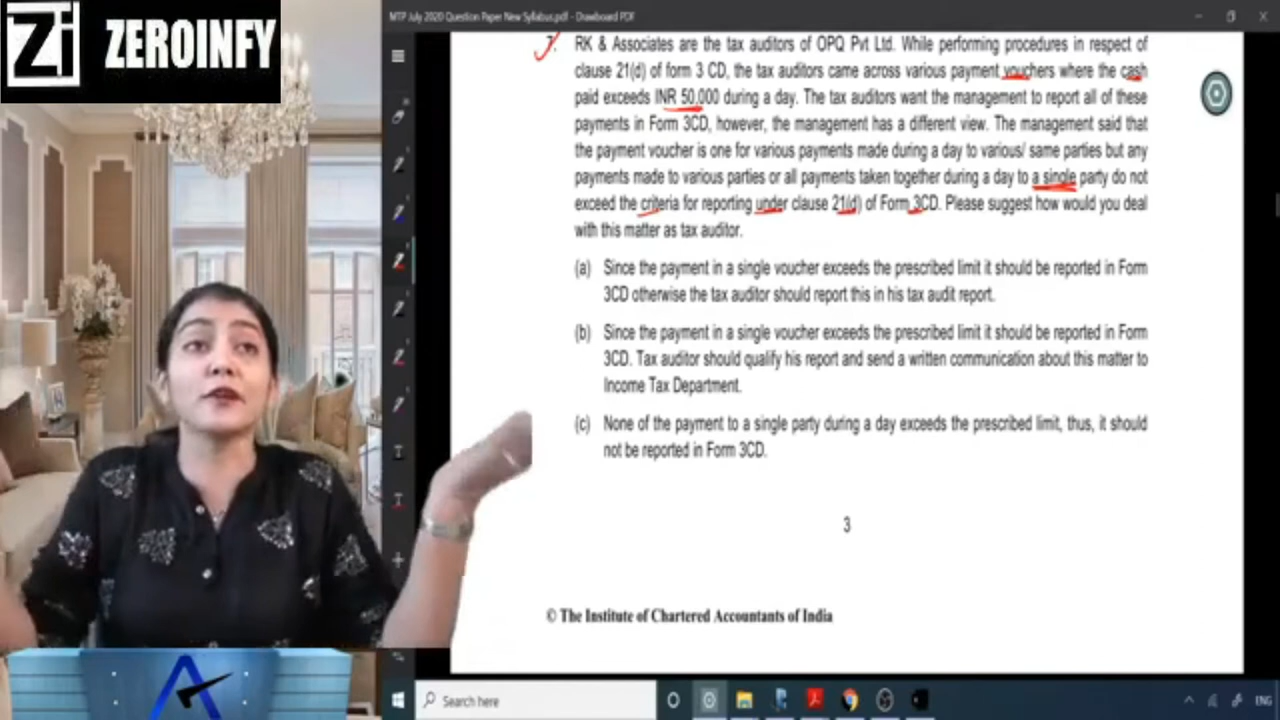 MTP July 2020 Question Paper New Syllabus.pdf - Drawboard PDF
Zi ZEROINFY
7. RK & Associates are the tax auditors of OPQ Pvt Ltd. While performing procedures in respect of
clause 21(d) of form 3 CD, the tax auditors came across various payment vouchers where the cash
paid exceeds INR 50,000 during a day. The tax auditors want the management to report all of these
payments in Form 3CD, however, the management has a different view. The management said that
the payment voucher is one for various payments made during a day to various/ same parties but any
payments made to various parties or all payments taken together during a day to a single party do not
exceed the criteria for reporting under clause 21(d) of Form 3CD. Please suggest how would you deal
with this matter as tax auditor.
(a) Since the payment in a single voucher exceeds the prescribed limit it should be reported in Form
3CD otherwise the tax auditor should report this in his tax audit report.
(b) Since the payment in a single voucher exceeds the prescribed limit it should be reported in Form
3CD. Tax auditor should qualify his report and send a written communication about this matter to
Income Tax Department.
(c) None of the payment to a single party during a day exceeds the prescribed limit, thus, it should
not be reported in Form 3CD.
3
© The Institute of Chartered Accountants of India
Search here
ENG